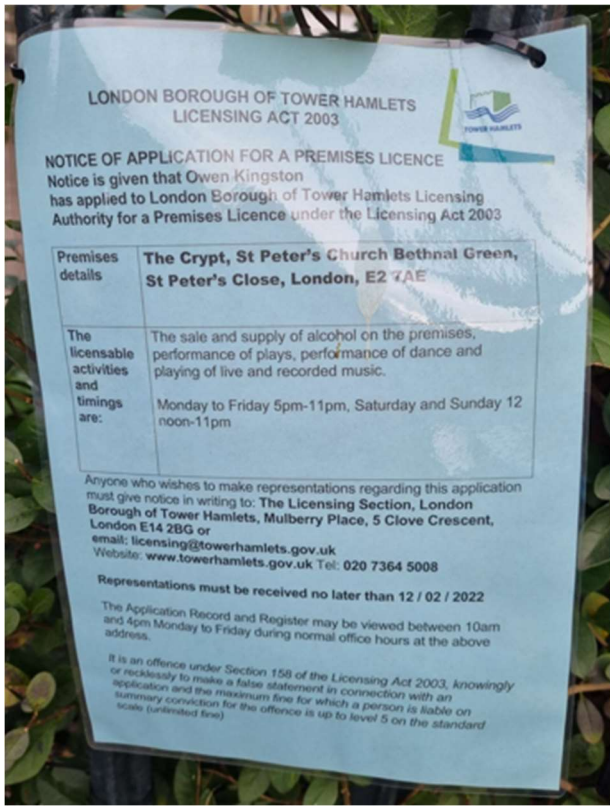 LONDON BOROUGH OF TOWER HAMLETS
LICENSING ACT 2003
TOWER HAMLETS
NOTICE OF APPLICATION FOR A PREMISES LICENCE
Notice is given that Owen Kingston
has applied to London Borough of Tower Hamlets Licensing
Authority for a Premises Licence under the Licensing Act 2003
Premises details
The Crypt, St Peter's Church Bethnal Green,
St Peter's Close, London, E2 7AE
The licensable activities and timings are:
The sale and supply of alcohol on the premises,
performance of plays, performance of dance and
playing of live and recorded music.
Monday to Friday 5pm-11pm, Saturday and Sunday 12
noon-11pm
Anyone who wishes to make representations regarding this application
must give notice in writing to: The Licensing Section, London
Borough of Tower Hamlets, Mulberry Place, 5 Clove Crescent,
London E14 2BG or
email: licensing@towerhamlets.gov.uk
Website: www.towerhamlets.gov.uk Tel: 020 7364 5008
Representations must be received no later than 12 / 02 / 2022
The Application Record and Register may be viewed between 10am
and 4pm Monday to Friday during normal office hours at the above
address.
It is an offence under Section 158 of the Licensing Act 2003, knowingly
or recklessly to make a false statement in connection with an
application and the maximum fine for which a person is liable on
summary conviction for the offence is up to level 5 on the standard
scale (unlimited fine)